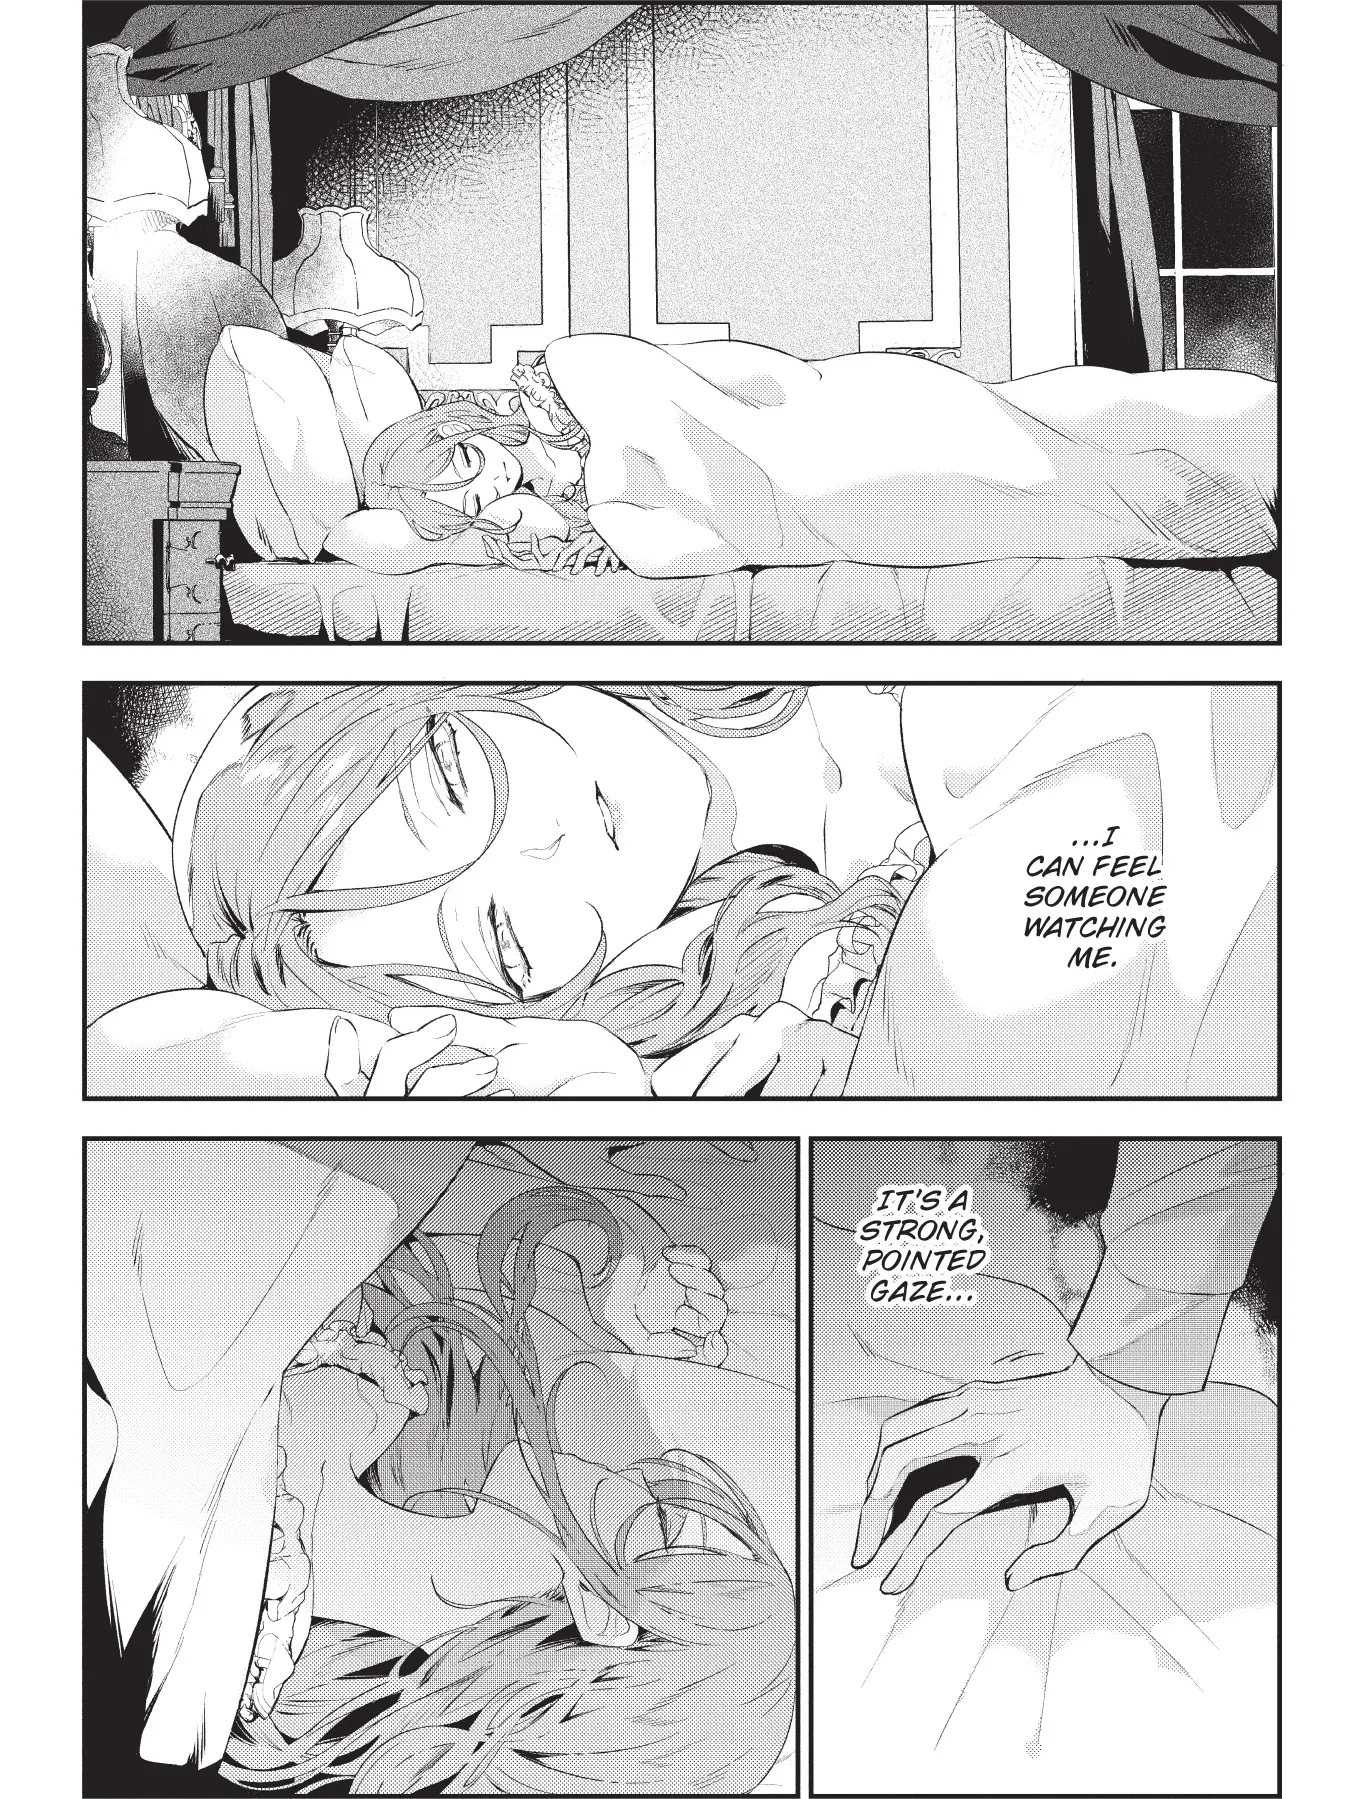 ...I
CAN FEEL
SOMEONE
WATCHING
ME.
IT'S A
STRONG,
POINTED
GAZE...